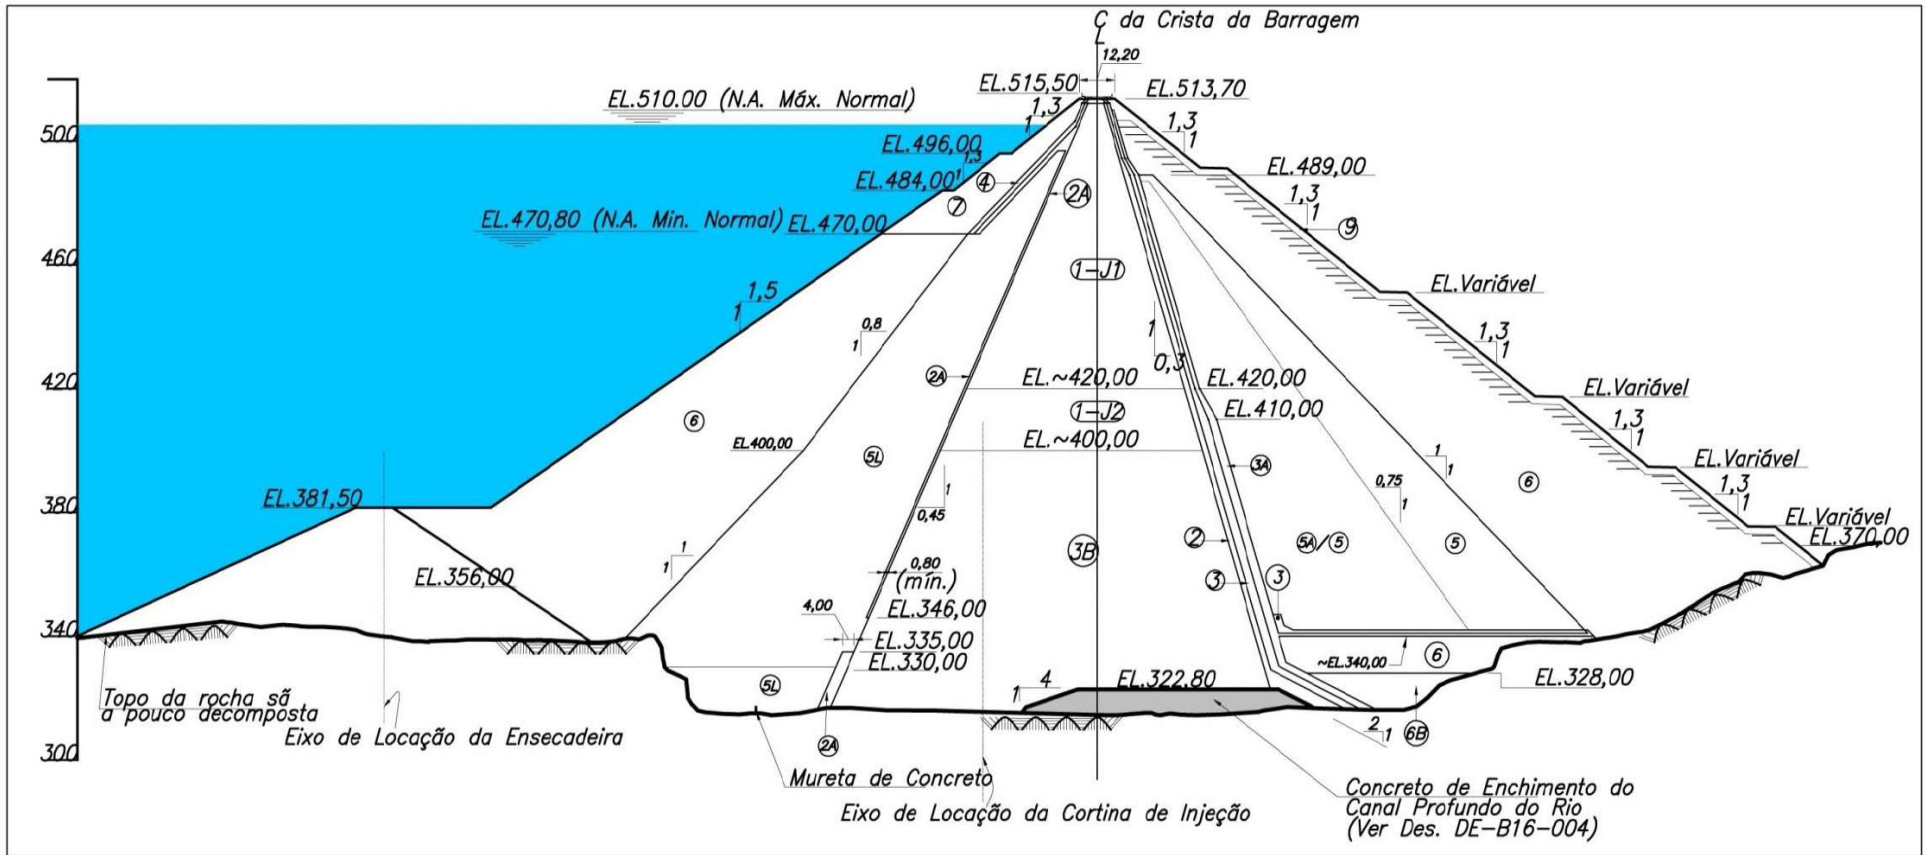 ℄ da Crista da Barragem
12,20
EL.515,50
EL.513,70
EL.510.00 (N.A. Máx. Normal)
1,3
1
1,3
1
500
EL.496,00
1,3
1
EL.489,00
EL.484,00
4
2A
7
1,3
1
9
EL.470,80 (N.A. Min. Normal)
EL.470,00
460
1-J1
EL.Variável
1,5
1
0,8
1
1
0,3
1,3
1
420
2A
EL.~420,00
EL.420,00
EL.Variável
1-J2
EL.410,00
6
1,3
1
EL.400,00
EL.~400,00
5L
3A
1
1
EL.Variável
0,75
1
6
1,3
1
380
EL.381,50
1
0,45
EL.Variável
2
3B
5A/5
5
EL.370,00
1
1
EL.356,00
0,80
(mín.)
3
3
4,00
EL.346,00
340
EL.335,00
EL.330,00
~EL.340,00
6
5L
1
4
EL.322,80
EL.328,00
Topo da rocha sã
a pouco decomposta
Eixo de Locação da Ensecadeira
2A
2
1
6B
300
Mureta de Concreto
Eixo de Locação da Cortina de Injeção
Concreto de Enchimento do
Canal Profundo do Rio
(Ver Des. DE-B16-004)